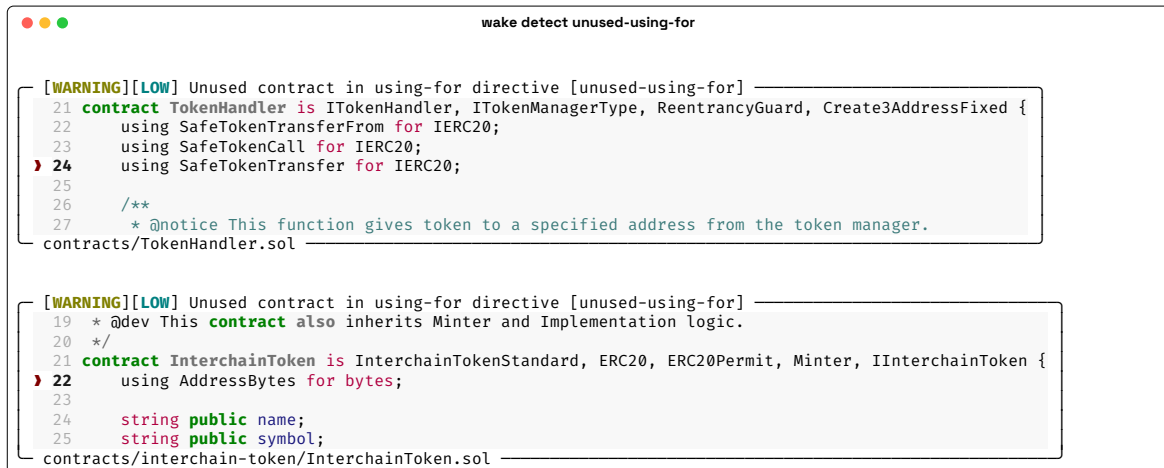 wake detect unused-using-for
[WARNING][LOW] Unused contract in using-for directive [unused-using-for]
21 contract TokenHandler is ITokenHandler, ITokenManagerType, ReentrancyGuard, Create3AddressFixed {
22     using SafeTokenTransferFrom for IERC20;
23     using SafeTokenCall for IERC20;
❱ 24     using SafeTokenTransfer for IERC20;
25
26     /**
27      * @notice This function gives token to a specified address from the token manager.
contracts/TokenHandler.sol
[WARNING][LOW] Unused contract in using-for directive [unused-using-for]
19  * @dev This contract also inherits Minter and Implementation logic.
20  */
21 contract InterchainToken is InterchainTokenStandard, ERC20, ERC20Permit, Minter, IInterchainToken {
❱ 22     using AddressBytes for bytes;
23
24     string public name;
25     string public symbol;
contracts/interchain-token/InterchainToken.sol